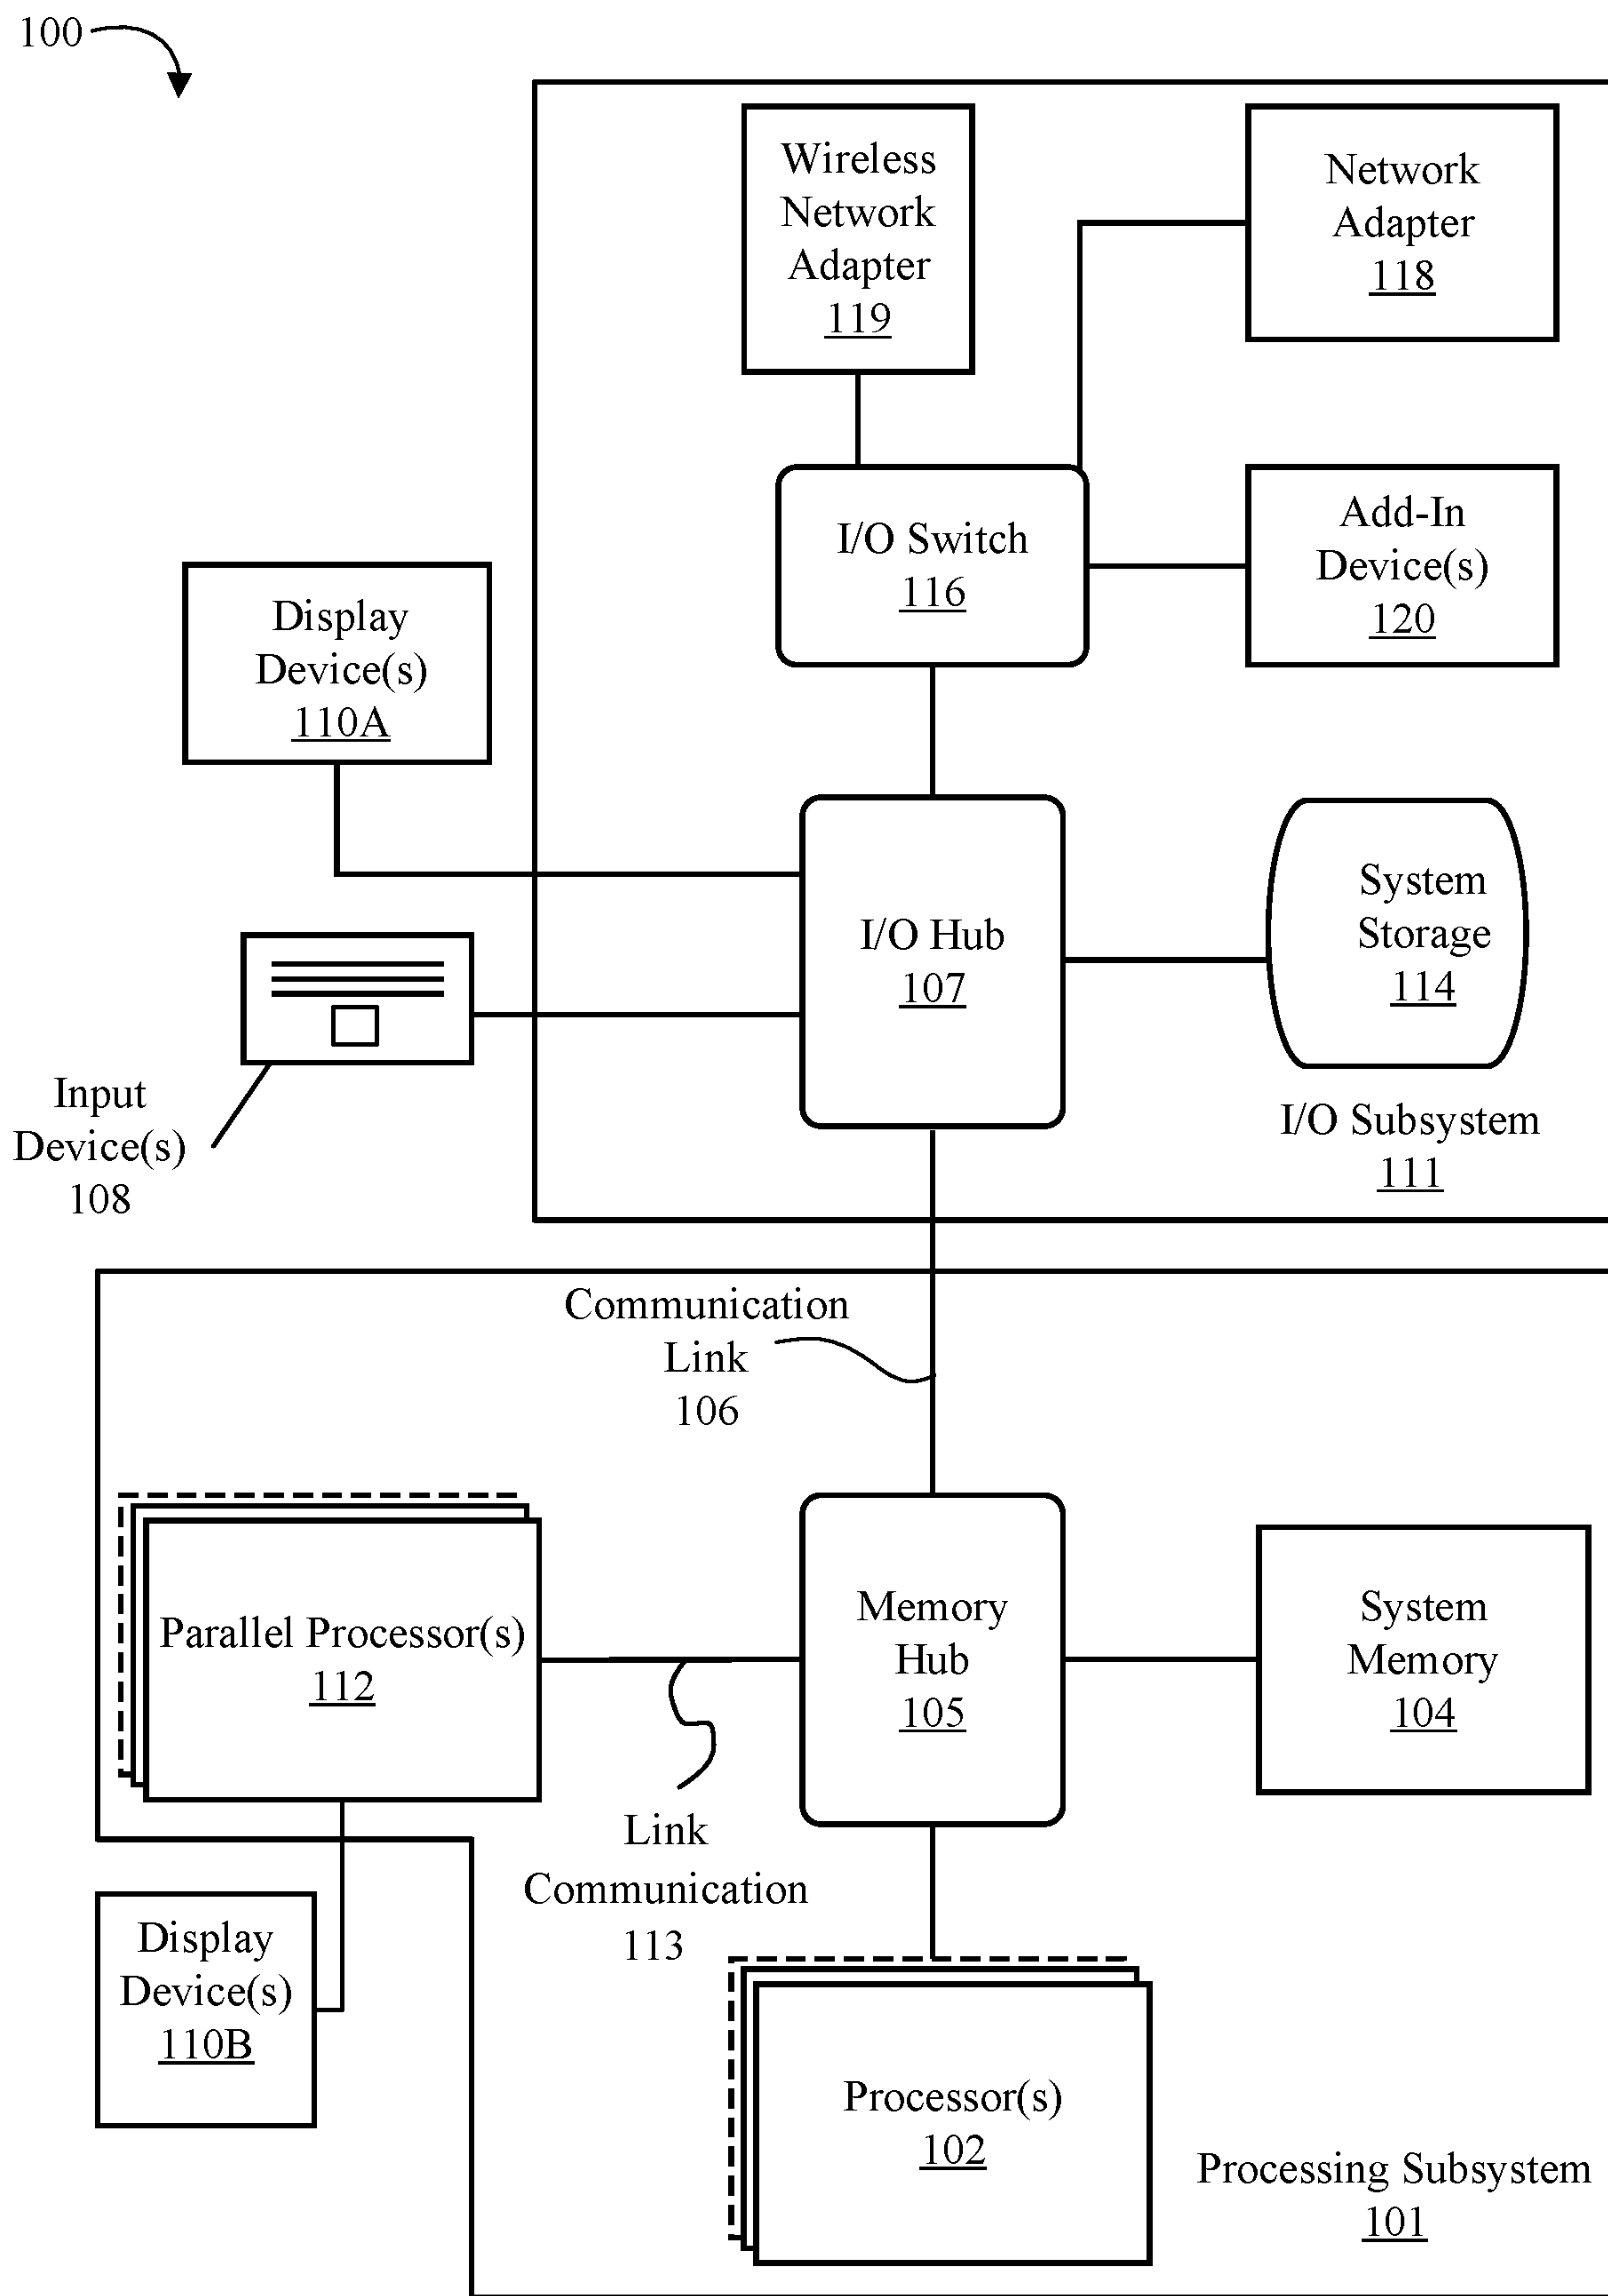 100
Wireless
Network
Adapter
119
Network
Adapter
118
I/O Switch
116
Add-In
Device(s)
120
Display
Device(s)
110A
I/O Hub
107
System
Storage
114
Input
Device(s)
108
I/O Subsystem
111
Communication
Link
106
Parallel Processor(s)
112
Memory
Hub
105
System
Memory
104
Link
Communication
113
Display
Device(s)
110B
Processor(s)
102
Processing Subsystem
101